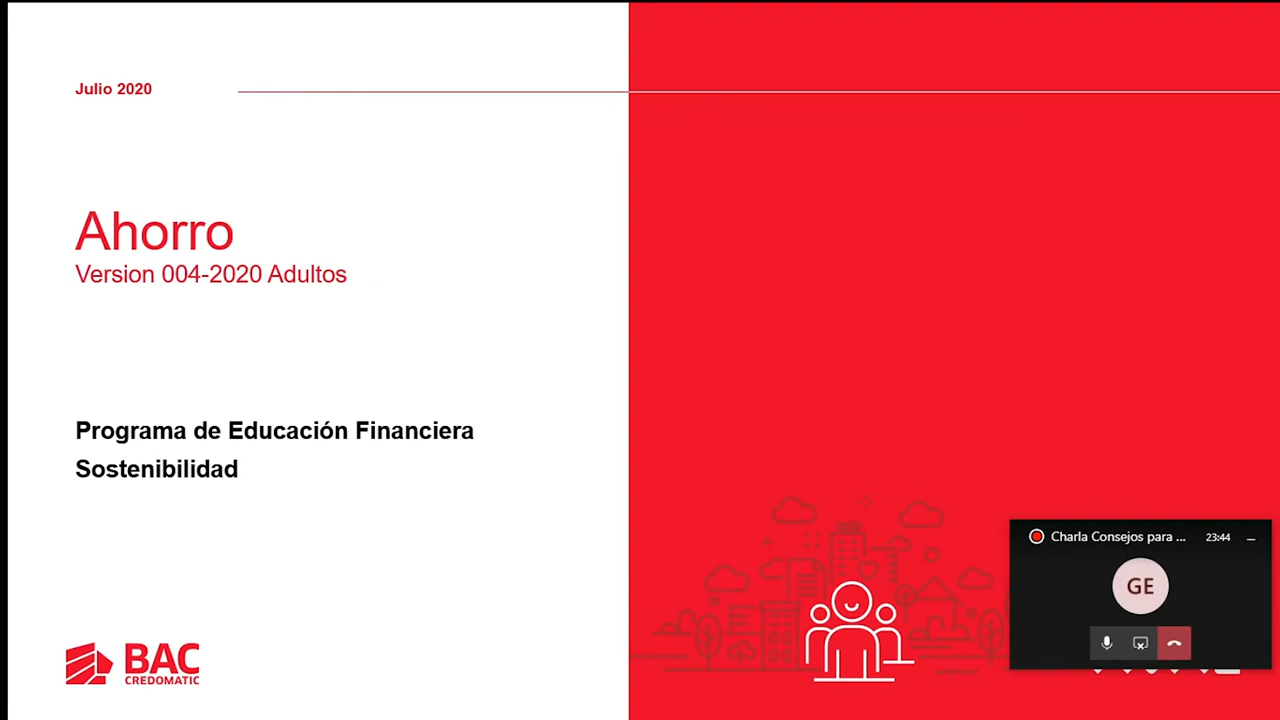 Julio 2020
Ahorro
Version 004-2020 Adultos
Programa de Educación Financiera
Sostenibilidad
BAC
CREDOMATIC
Charla Consejos para ...
23:44
GE